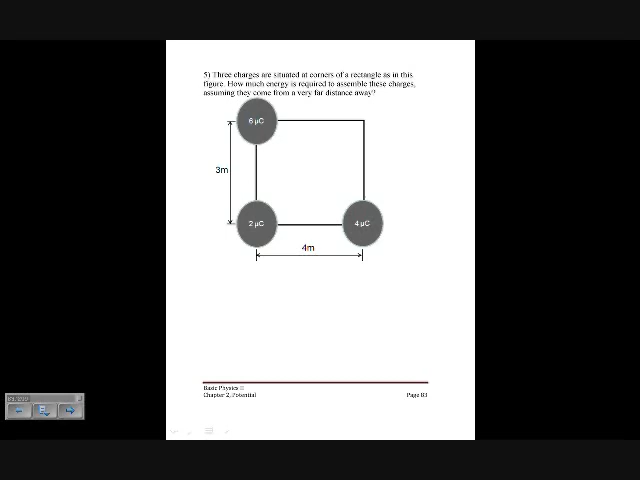 5) Three charges are situated at corners of a rectangle as in this
figure. How much energy is required to assemble these charges,
assuming they come from a very far distance away?
6 µC
3m
2 µC
4 µC
4m
Basic Physics II
Chapter 2, Potential
Page 83